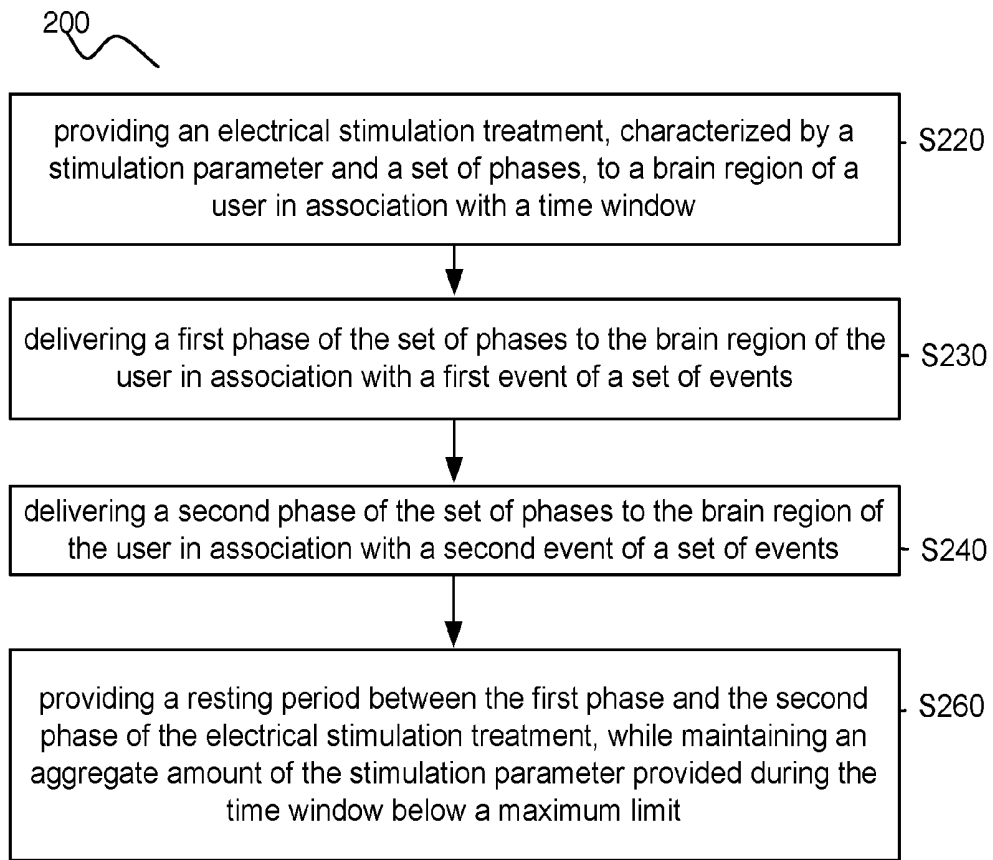 200
providing an electrical stimulation treatment, characterized by a
stimulation parameter and a set of phases, to a brain region of a
user in association with a time window
S220
delivering a first phase of the set of phases to the brain region of the
user in association with a first event of a set of events
S230
delivering a second phase of the set of phases to the brain region of
the user in association with a second event of a set of events
S240
providing a resting period between the first phase and the second
phase of the electrical stimulation treatment, while maintaining an
aggregate amount of the stimulation parameter provided during the
time window below a maximum limit
S260